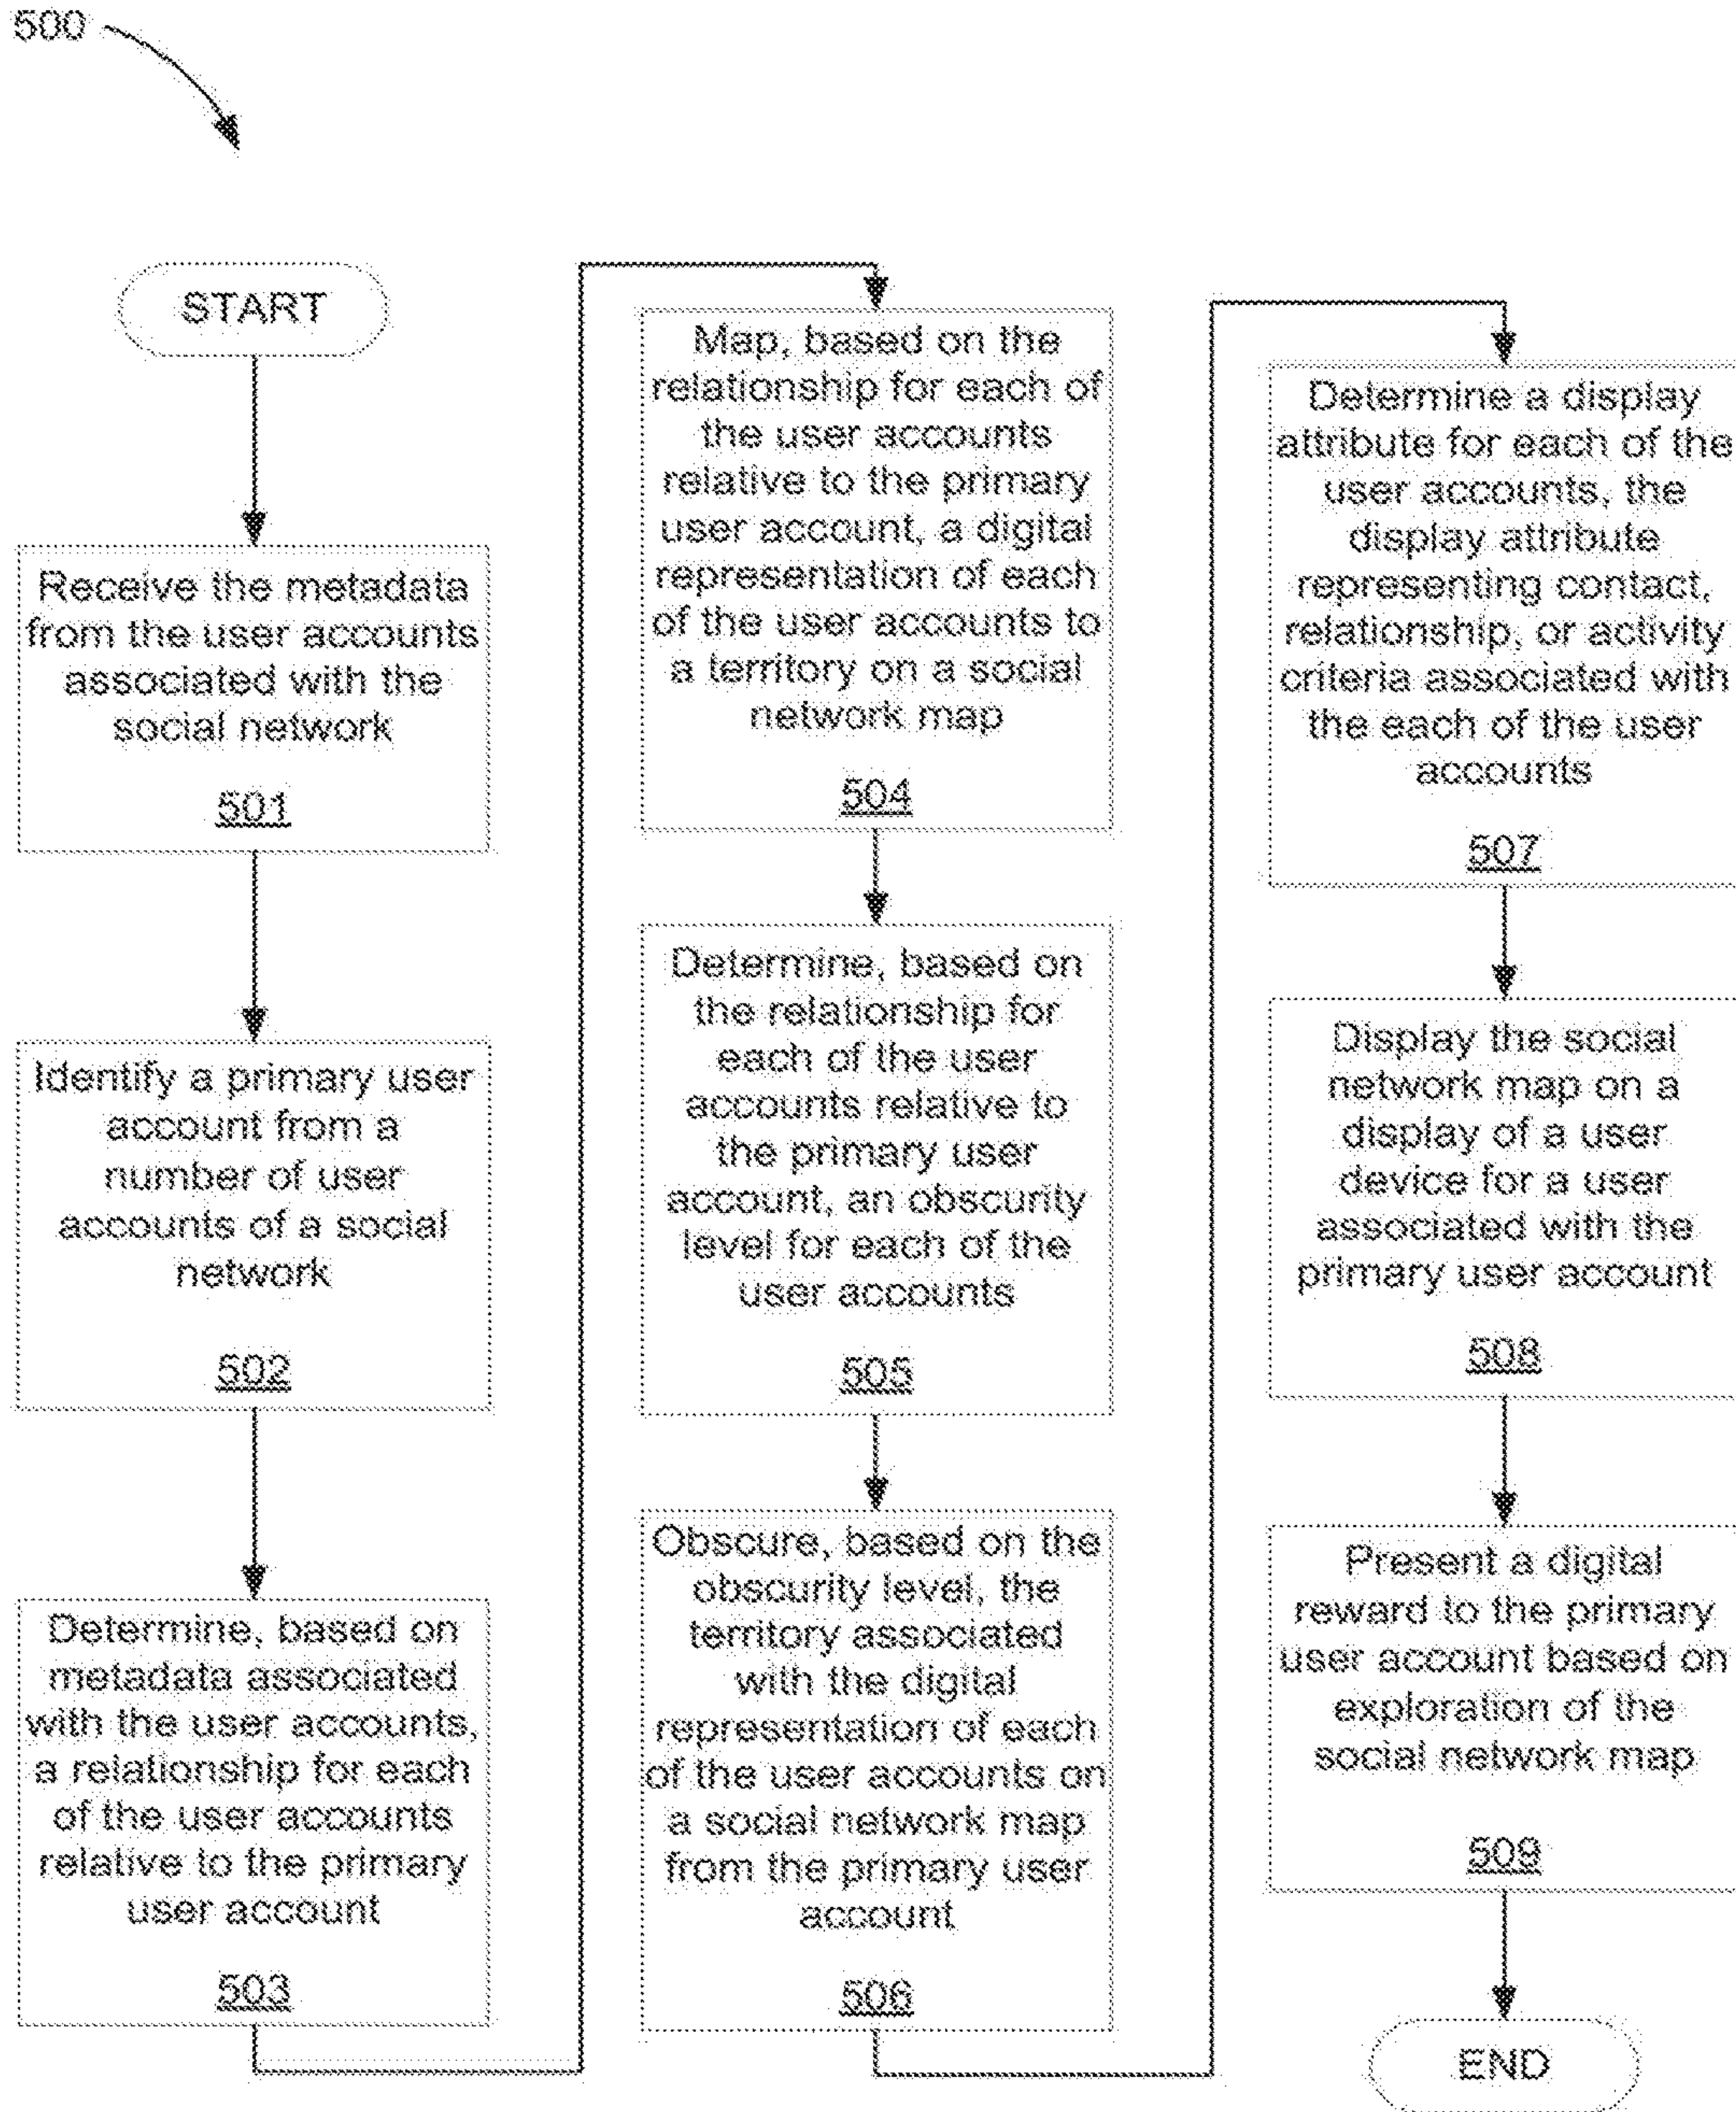 500
START
Receive the metadata
from the user accounts
associated with the
social network
501
Identify a primary user
account from a
number of user
accounts of a social
network
502
Determine, based on
metadata associated
with the user accounts,
a relationship for each
of the user accounts
relative to the primary
user account
503
Map, based on the
relationship for each of
the user accounts
relative to the primary
user account, a digital
representation of each
of the user accounts to
a territory on a social
network map
504
Determine, based on
the relationship for
each of the user
accounts relative to
the primary user
account, an obscurity
level for each of the
user accounts
505
Obscure, based on the
obscurity level, the
territory associated
with the digital
representation of each
of the user accounts on
a social network map
from the primary user
account
506
Determine a display
attribute for each of the
user accounts, the
display attribute
representing contact,
relationship, or activity
criteria associated with
the each of the user
accounts
507
Display the social
network map on a
display of a user
device for a user
associated with the
primary user account
508
Present a digital
reward to the primary
user account based on
exploration of the
social network map
509
END